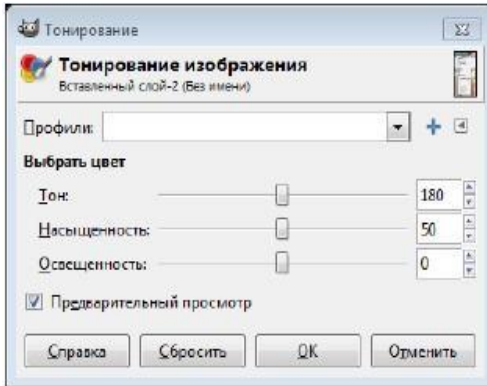 Тонирование
Тонирование изображения
Вставленный слой-2 (Без имени)
Профили:
Выбрать цвет
Тон: 180
Насыщенность: 50
Освещенность: 0
Предварительный просмотр
Справка Сбросить OK Отменить